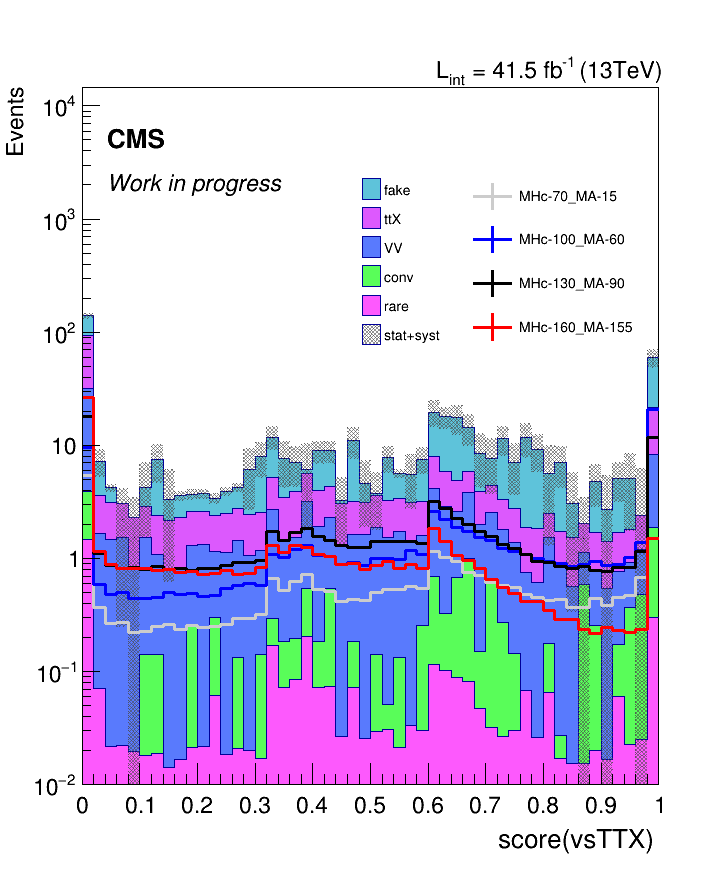 L_int = 41.5 fb^-1 (13TeV)
Events
CMS
Work in progress
fake
ttX
VV
conv
rare
stat+syst
MHc-70_MA-15
MHc-100_MA-60
MHc-130_MA-90
MHc-160_MA-155
10^4
10^3
10^2
10
1
10^-1
10^-2
0 0.1 0.2 0.3 0.4 0.5 0.6 0.7 0.8 0.9 1
score(vsTTX)